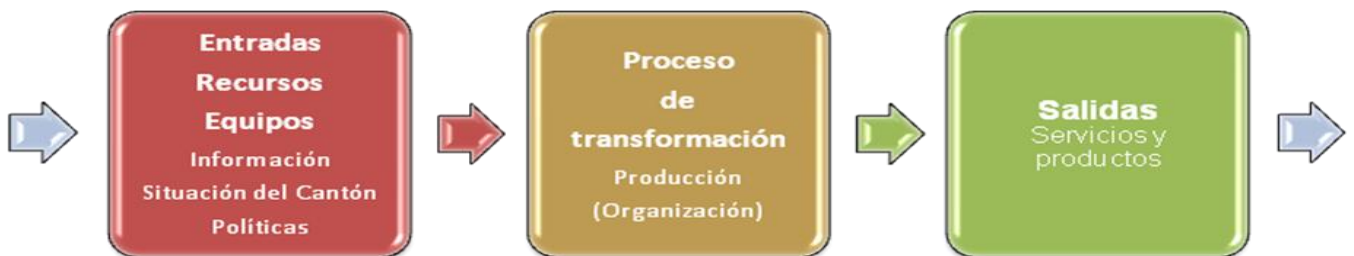 Entradas
Recursos
Equipos
Información
Situación del Cantón
Políticas
Proceso
de
transformación
Producción
(Organización)
Salidas
Servicios y
productos